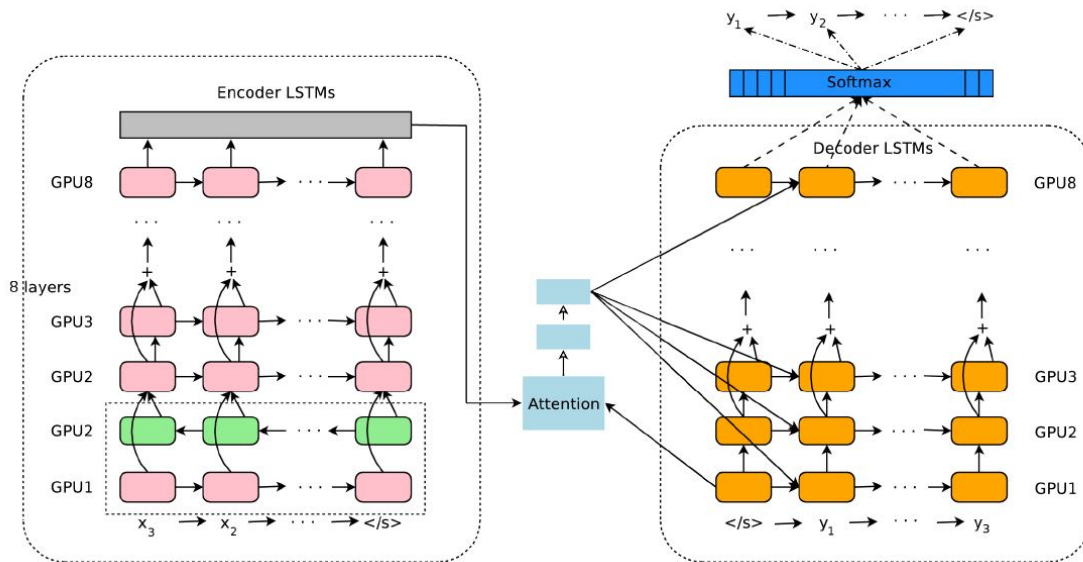 y1 y2 ... </s>
Softmax
Encoder LSTMs
Decoder LSTMs
GPU8
GPU8
... ... ...
... ... ...
+ + +
8 layers
GPU3
+ + +
GPU2
GPU3
Attention
GPU2
GPU2
GPU1
GPU1
x3 x2 ... </s>
</s> y1 ... y3